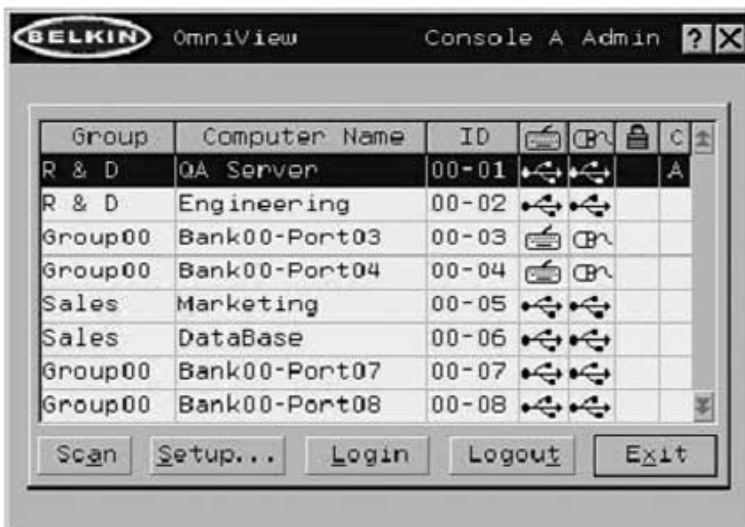 BELKIN OmniView Console A Admin ? X
Group Computer Name ID C
R & D QA Server 00-01 A
R & D Engineering 00-02
Group00 Bank00-Port03 00-03
Group00 Bank00-Port04 00-04
Sales Marketing 00-05
Sales DataBase 00-06
Group00 Bank00-Port07 00-07
Group00 Bank00-Port08 00-08
Scan Setup... Login Logout Exit